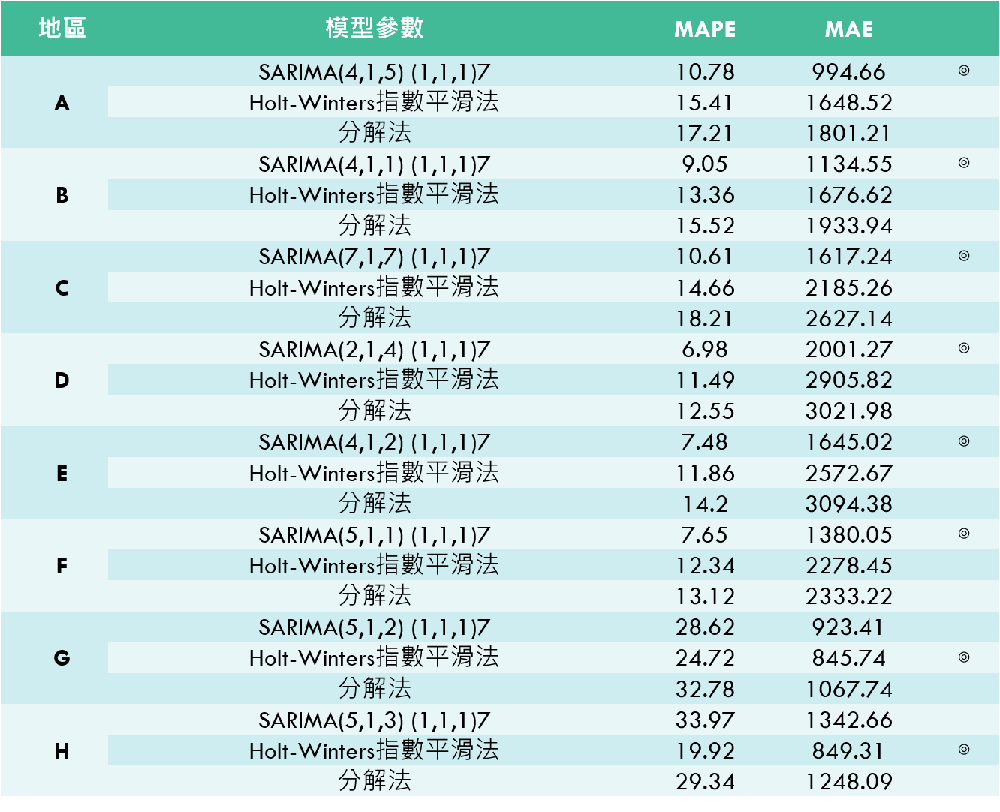 地區 模型參數 MAPE MAE
SARIMA(4,1,5) (1,1,1)7 10.78 994.66 ◎
A Holt-Winters指數平滑法 15.41 1648.52
分解法 17.21 1801.21
SARIMA(4,1,1) (1,1,1)7 9.05 1134.55 ◎
B Holt-Winters指數平滑法 13.36 1676.62
分解法 15.52 1933.94
SARIMA(7,1,7) (1,1,1)7 10.61 1617.24 ◎
C Holt-Winters指數平滑法 14.66 2185.26
分解法 18.21 2627.14
SARIMA(2,1,4) (1,1,1)7 6.98 2001.27 ◎
D Holt-Winters指數平滑法 11.49 2905.82
分解法 12.55 3021.98
SARIMA(4,1,2) (1,1,1)7 7.48 1645.02 ◎
E Holt-Winters指數平滑法 11.86 2572.67
分解法 14.2 3094.38
SARIMA(5,1,1) (1,1,1)7 7.65 1380.05 ◎
F Holt-Winters指數平滑法 12.34 2278.45
分解法 13.12 2333.22
SARIMA(5,1,2) (1,1,1)7 28.62 923.41
G Holt-Winters指數平滑法 24.72 845.74 ◎
分解法 32.78 1067.74
SARIMA(5,1,3) (1,1,1)7 33.97 1342.66
H Holt-Winters指數平滑法 19.92 849.31 ◎
分解法 29.34 1248.09